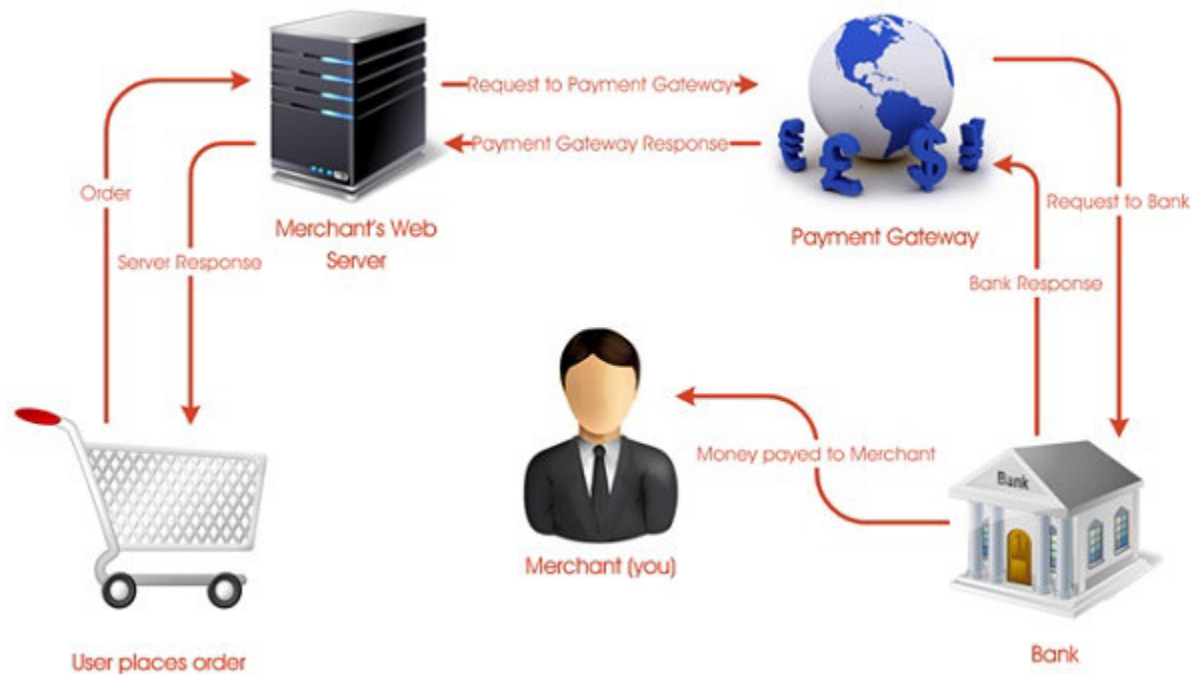 Request to Payment Gateway
Payment Gateway Response
Order
Merchant's Web
Server
Server Response
Payment Gateway
Request to Bank
Bank Response
Money payed to Merchant
Bank
Merchant (you)
User places order
Bank